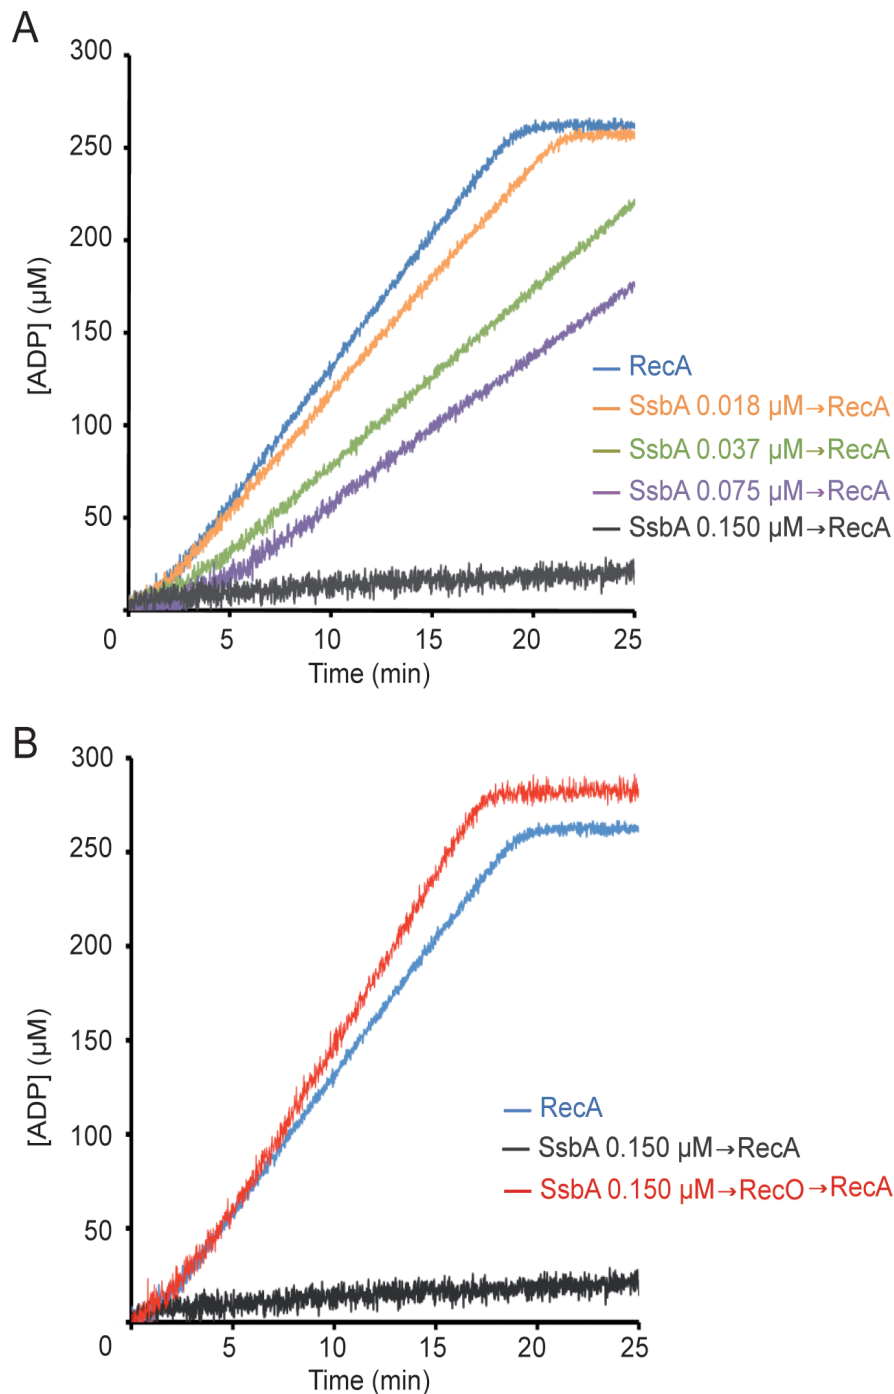 A
300
250
200
150
100
50
[ADP] (µM)
RecA
SsbA 0.018 µM→RecA
SsbA 0.037 µM→RecA
SsbA 0.075 µM→RecA
SsbA 0.150 µM→RecA
0 5 10 15 20 25
Time (min)
B
300
250
200
150
100
50
[ADP] (µM)
RecA
SsbA 0.150 µM→RecA
SsbA 0.150 µM→RecO→RecA
0 5 10 15 20 25
Time (min)